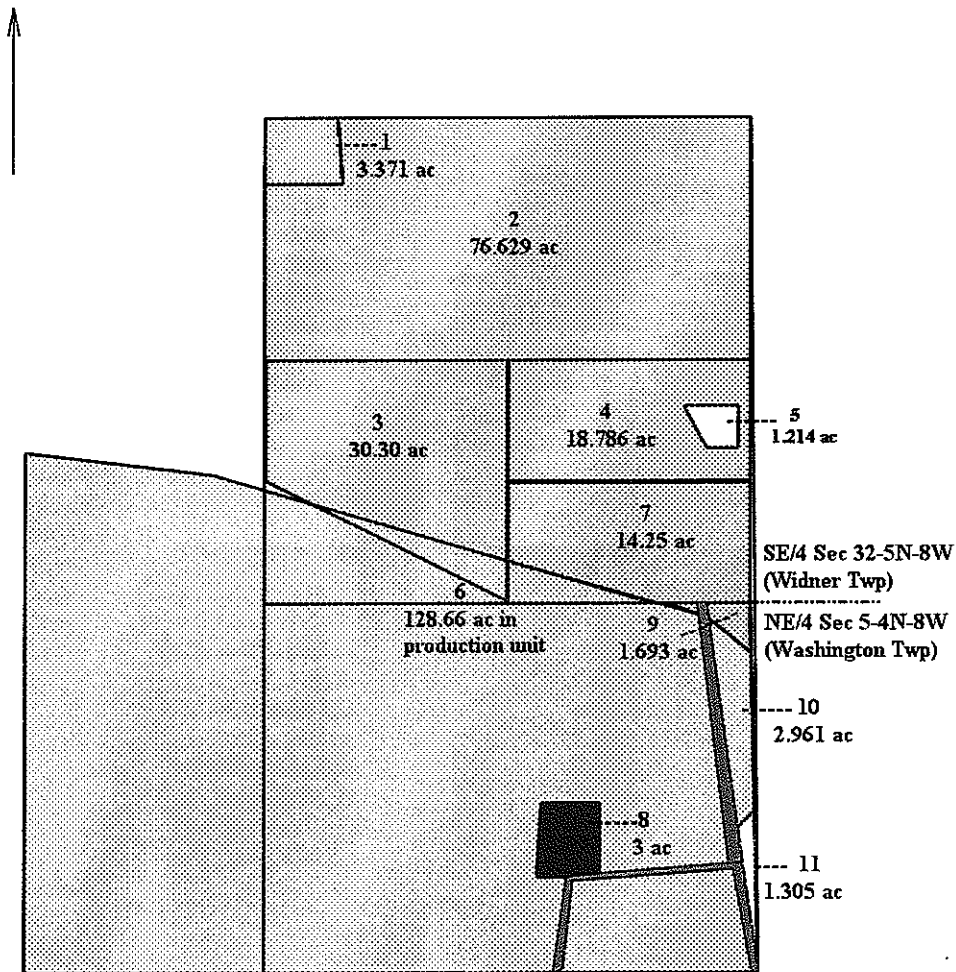 1
3.371 ac
2
76.629 ac
3
30.30 ac
4
18.786 ac
5
1.214 ac
7
14.25 ac
SE/4 Sec 32-5N-8W
(Widner Twp)
6
128.66 ac in
production unit
9
1.693 ac
NE/4 Sec 5-4N-8W
(Washington Twp)
10
2.961 ac
8
3 ac
11
1.305 ac